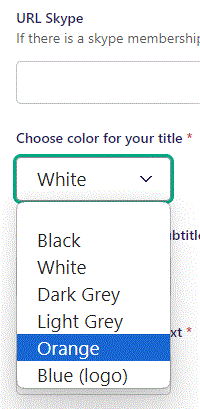 URL Skype
If there is a skype membership
Choose color for your title *
White
Black
White
Dark Grey
Light Grey
Orange
Blue (logo)